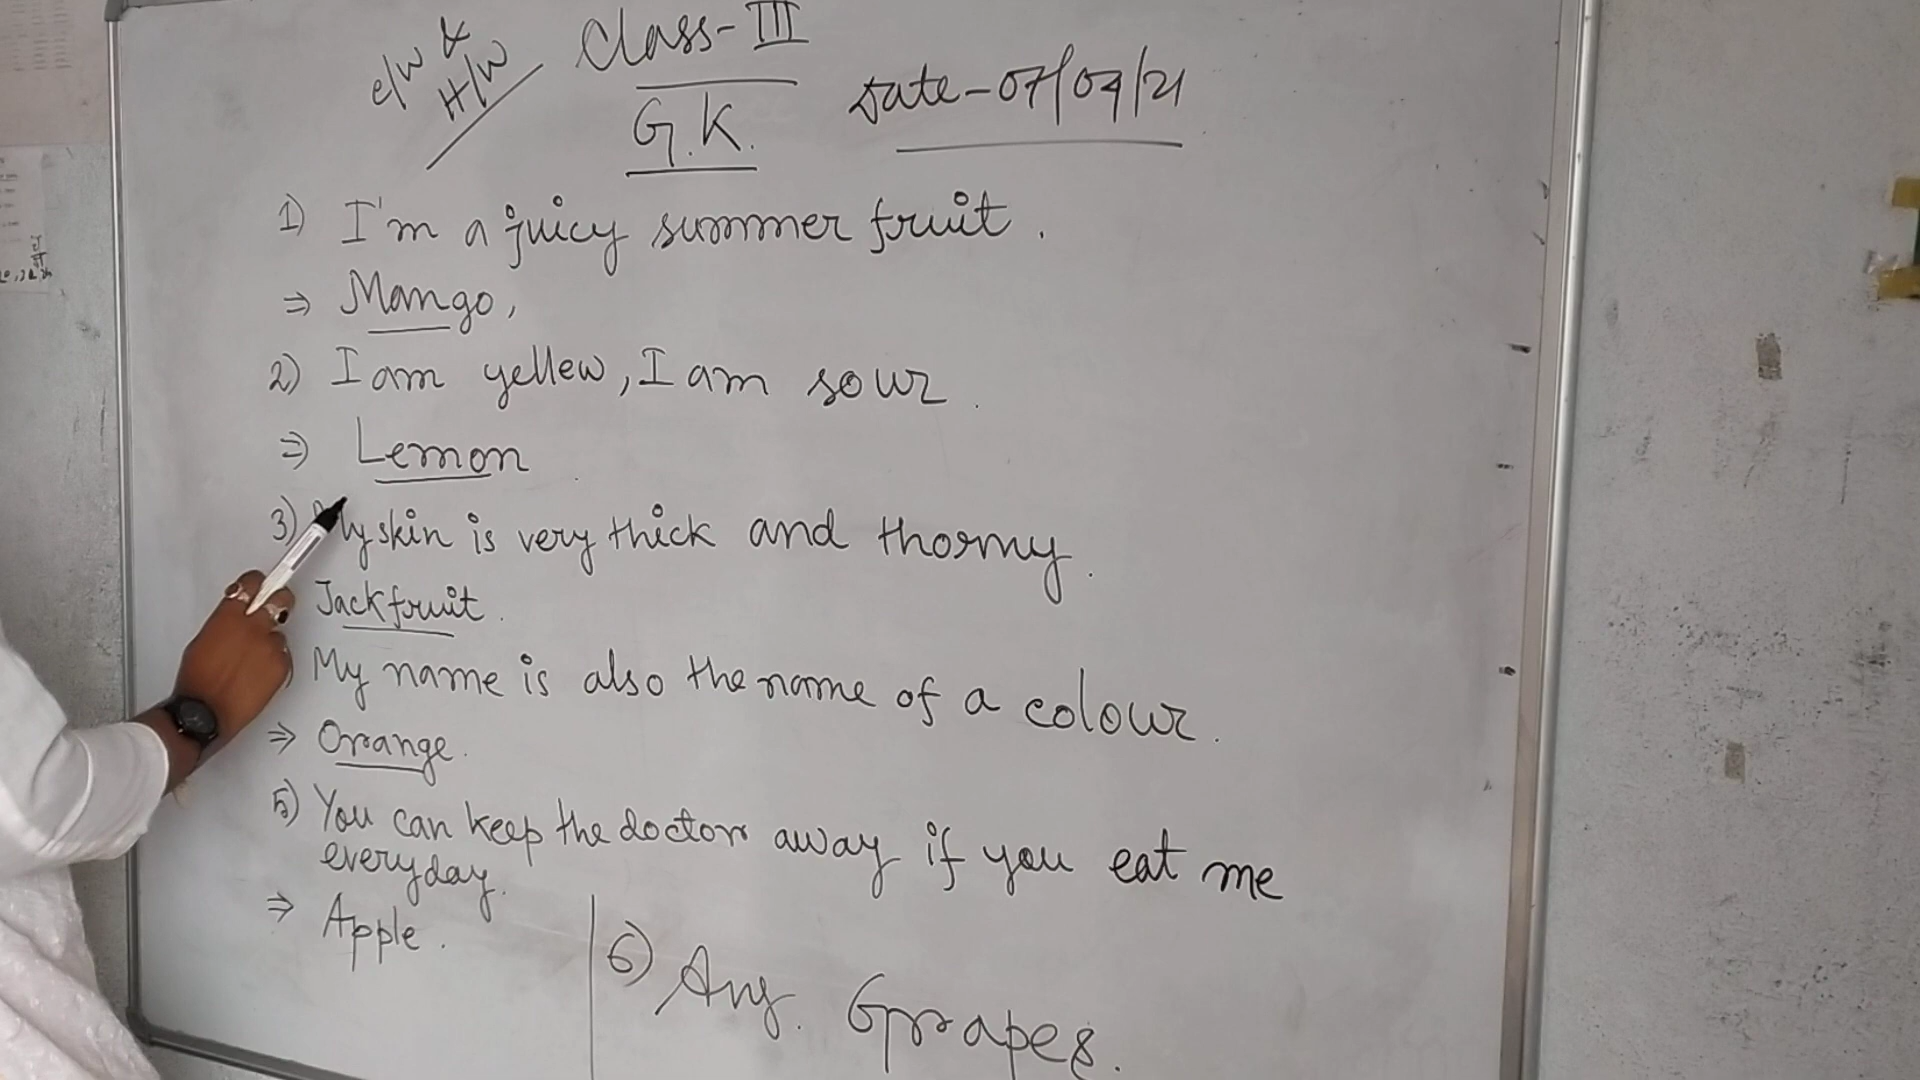 C/W & H/W
Class-III
G.K.
Date-07/04/21
1) I'm a juicy summer fruit.
⇒ Mango,
2) I am yellew, I am sour.
⇒ Lemon
3) My skin is very thick and thorny.
Jackfruit.
My name is also the name of a colour.
⇒ Orange.
5) You can keep the doctor away if you eat me
everyday.
⇒ Apple.
6) Ans. Grapes.